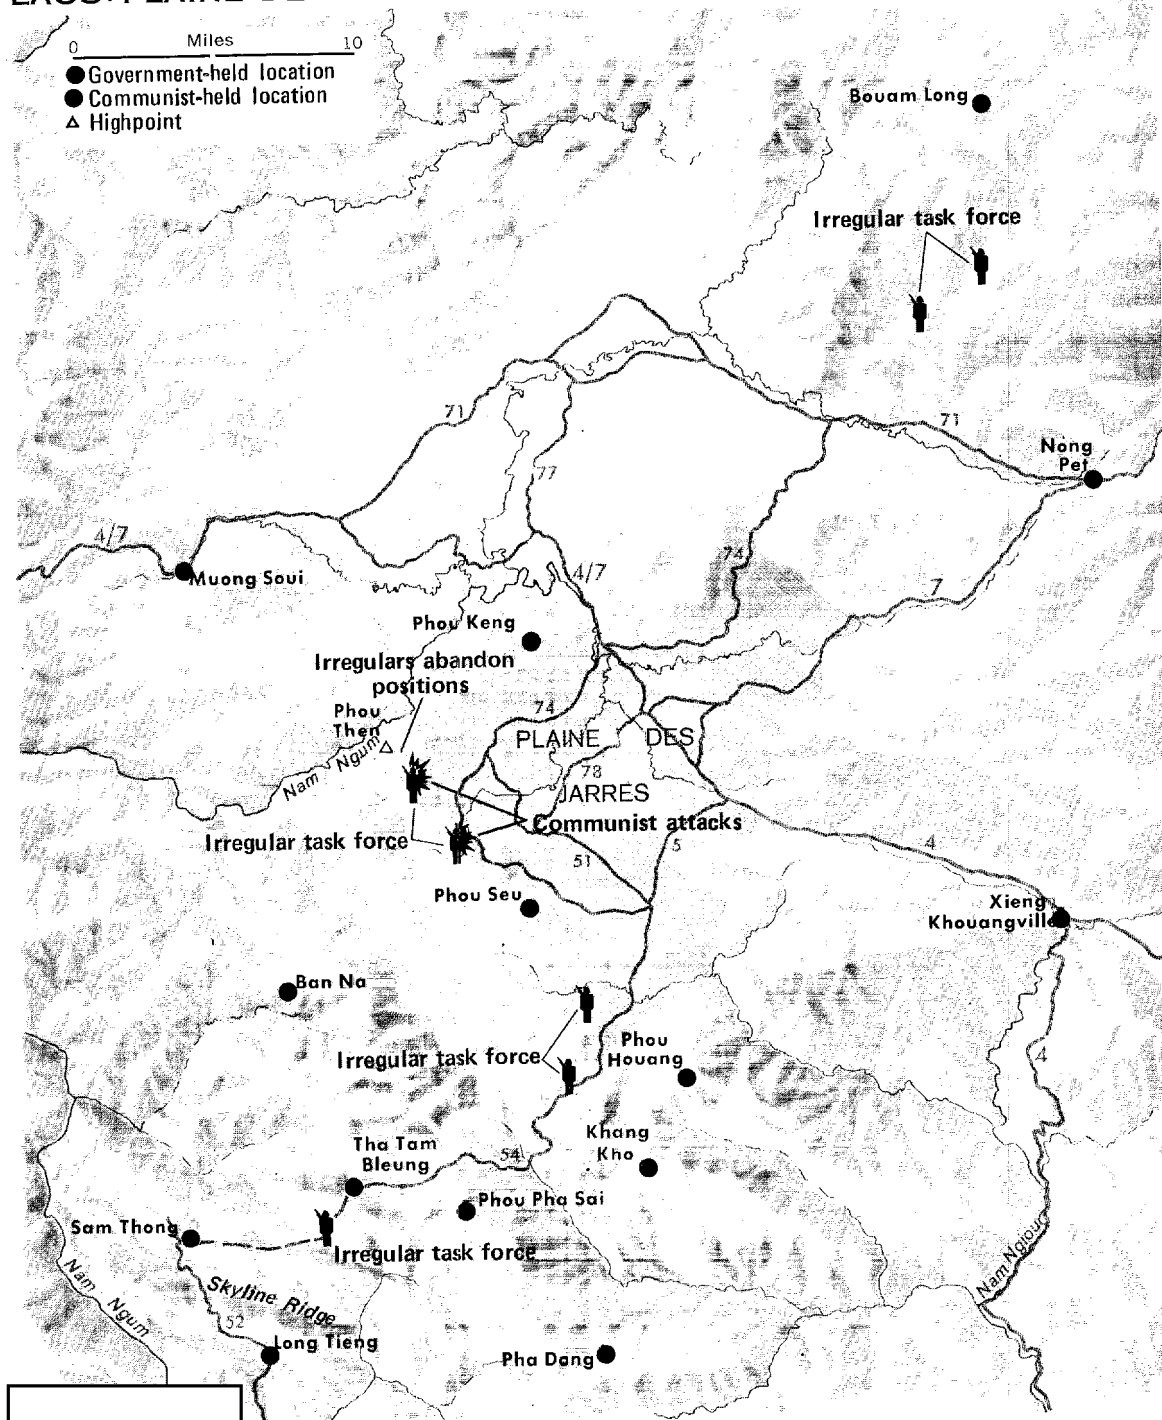 0 Miles 10
Government-held location
Communist-held location
Highpoint
Bouam Long
Irregular task force
71
71
Nong
Pet
77
4/7
Muong Soui
74
4/7
7
Phou Keng
Irregulars abandon
positions
Phou
Then
74
PLAINE DES
Nam Ngum
78
JARRES
Communist attacks
Irregular task force
5
4
51
Phou Seu
Xieng
Khouangville
Ban Na
Irregular task force
Phou
Houang
4
Khang
Kho
Tha Tam
Bleung
54
Phou Pha Sai
Sam Thong
Irregular task force
Nam Ngum
Skyline Ridge
52
Nam Ngiou
Long Tieng
Pha Dong